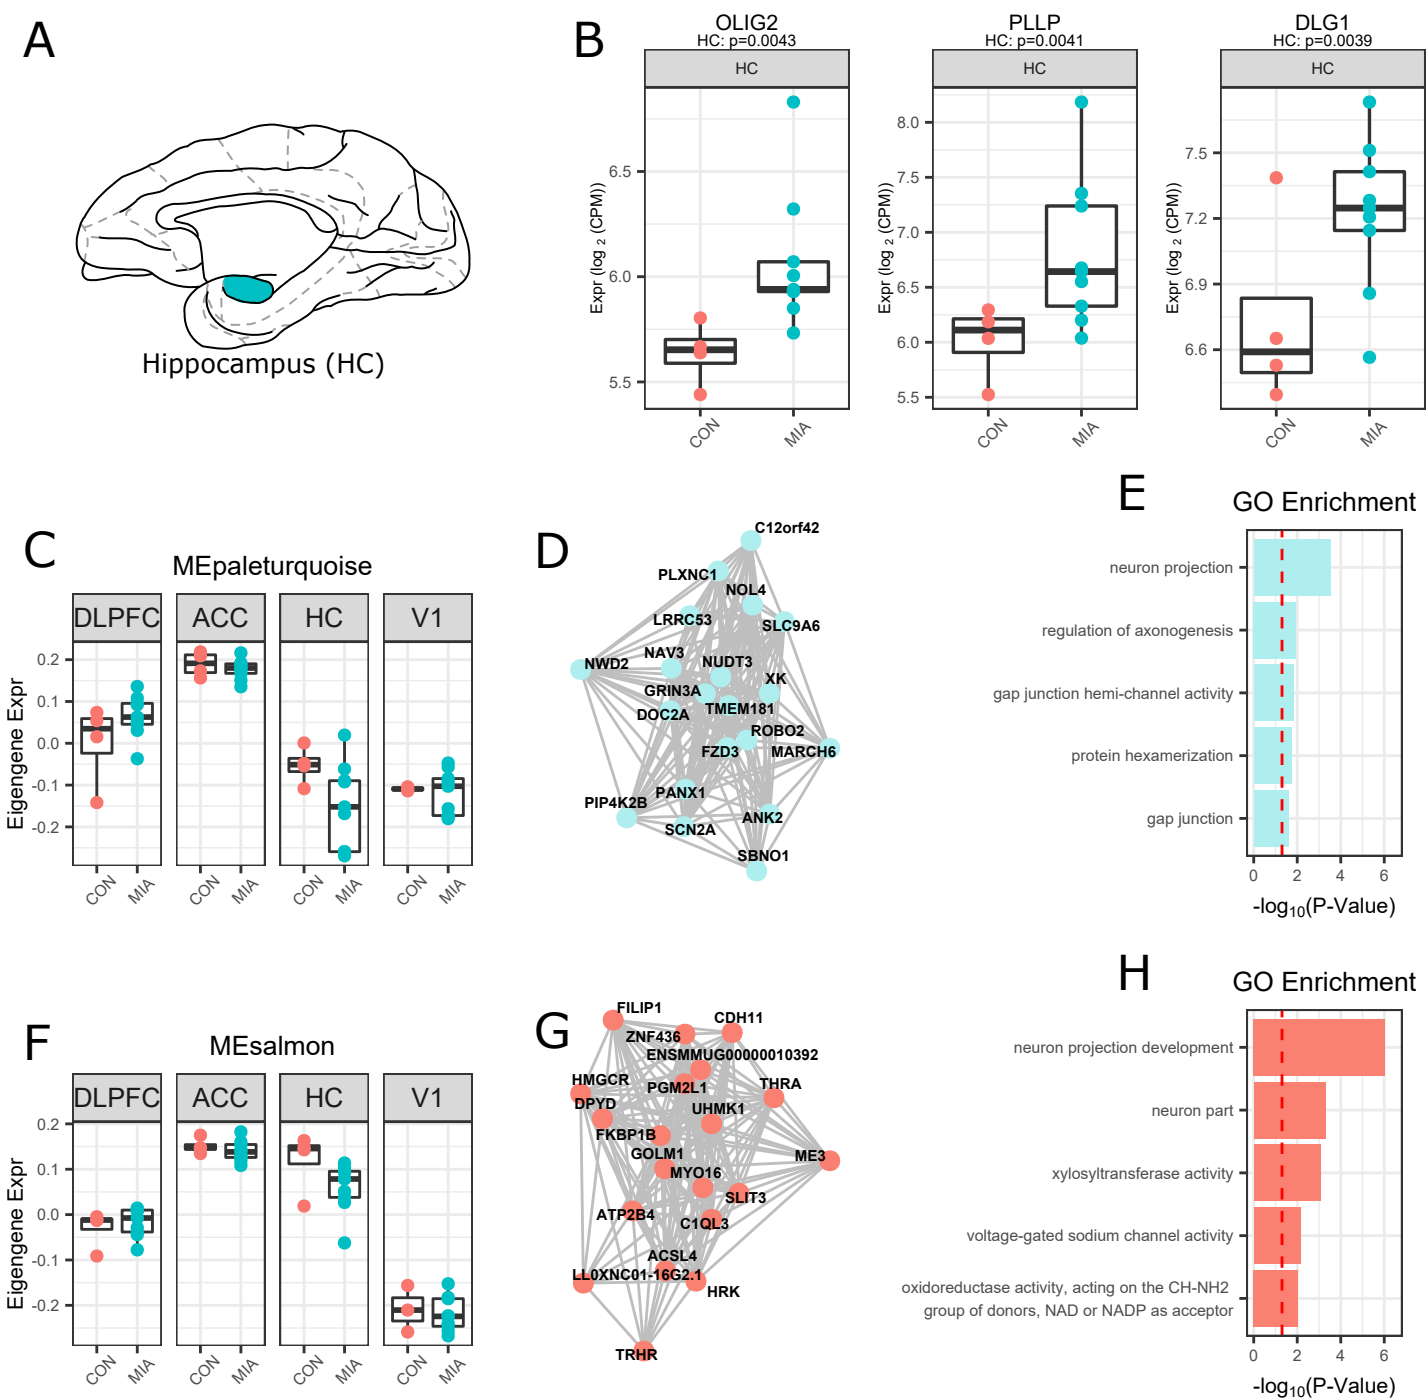 A
Hippocampus (HC)
B
OLIG2
HC: p=0.0043
HC
Expr (log 2 (CPM))
6.5
6.0
5.5
CON
MIA
PLLP
HC: p=0.0041
HC
Expr (log 2 (CPM))
8.0
7.5
7.0
6.5
6.0
5.5
CON
MIA
DLG1
HC: p=0.0039
HC
Expr (log 2 (CPM))
7.5
7.2
6.9
6.6
CON
MIA
C
MEpaleturquoise
DLPFC
ACC
HC
V1
Eigengene Expr
0.2
0.1
0.0
-0.1
-0.2
CON
MIA
CON
MIA
CON
MIA
CON
MIA
D
C12orf42
PLXNC1
NOL4
LRRC53
SLC9A6
NAV3
NUDT3
NWD2
XK
GRIN3A
TMEM181
DOC2A
ROBO2
FZD3
MARCH6
PANX1
PIP4K2B
ANK2
SCN2A
SBNO1
E
GO Enrichment
neuron projection
regulation of axonogenesis
gap junction hemi-channel activity
protein hexamerization
gap junction
0
2
4
6
-log10(P-Value)
F
MEsalmon
DLPFC
ACC
HC
V1
Eigengene Expr
0.2
0.1
0.0
-0.1
-0.2
CON
MIA
CON
MIA
CON
MIA
CON
MIA
G
FILIP1
CDH11
ZNF436
ENSMMUG00000010392
HMGCR
PGM2L1
THRA
DPYD
UHMK1
FKBP1B
GOLM1
ME3
MYO16
SLIT3
ATP2B4
C1QL3
ACSL4
LL0XNC01-16G2.1
HRK
TRHR
H
GO Enrichment
neuron projection development
neuron part
xylosyltransferase activity
voltage-gated sodium channel activity
oxidoreductase activity, acting on the CH-NH2
group of donors, NAD or NADP as acceptor
0
2
4
6
-log10(P-Value)